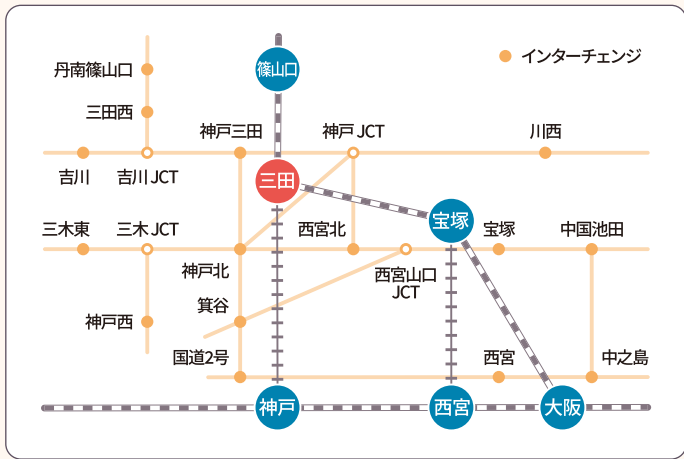 篠山口
インターチェンジ
丹南篠山口
三田西
神戸三田
神戸 JCT
川西
吉川
吉川 JCT
三田
宝塚
三木東
三木 JCT
西宮北
宝塚
中国池田
神戸北
西宮山口
JCT
箕谷
神戸西
国道2号
西宮
中之島
神戸
西宮
大阪